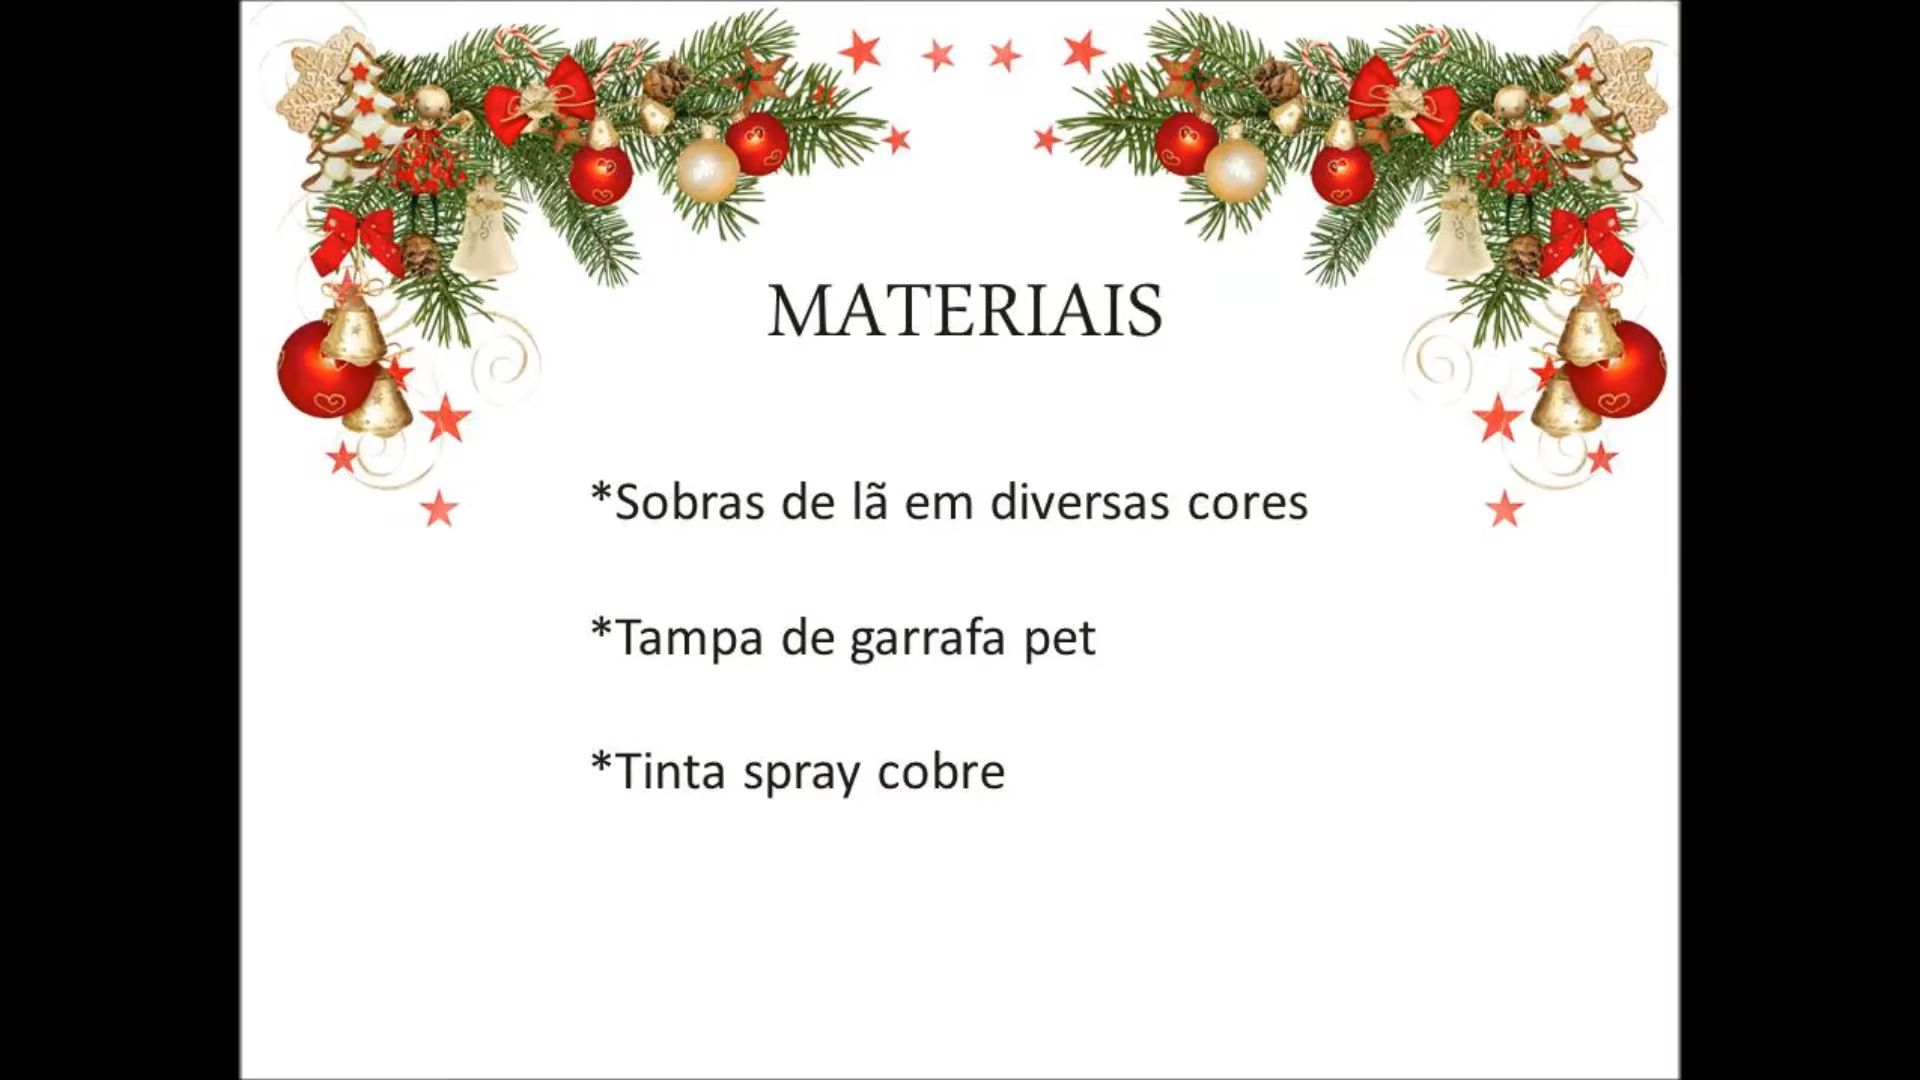 MATERIAIS
*Sobras de lã em diversas cores
*Tampa de garrafa pet
*Tinta spray cobre